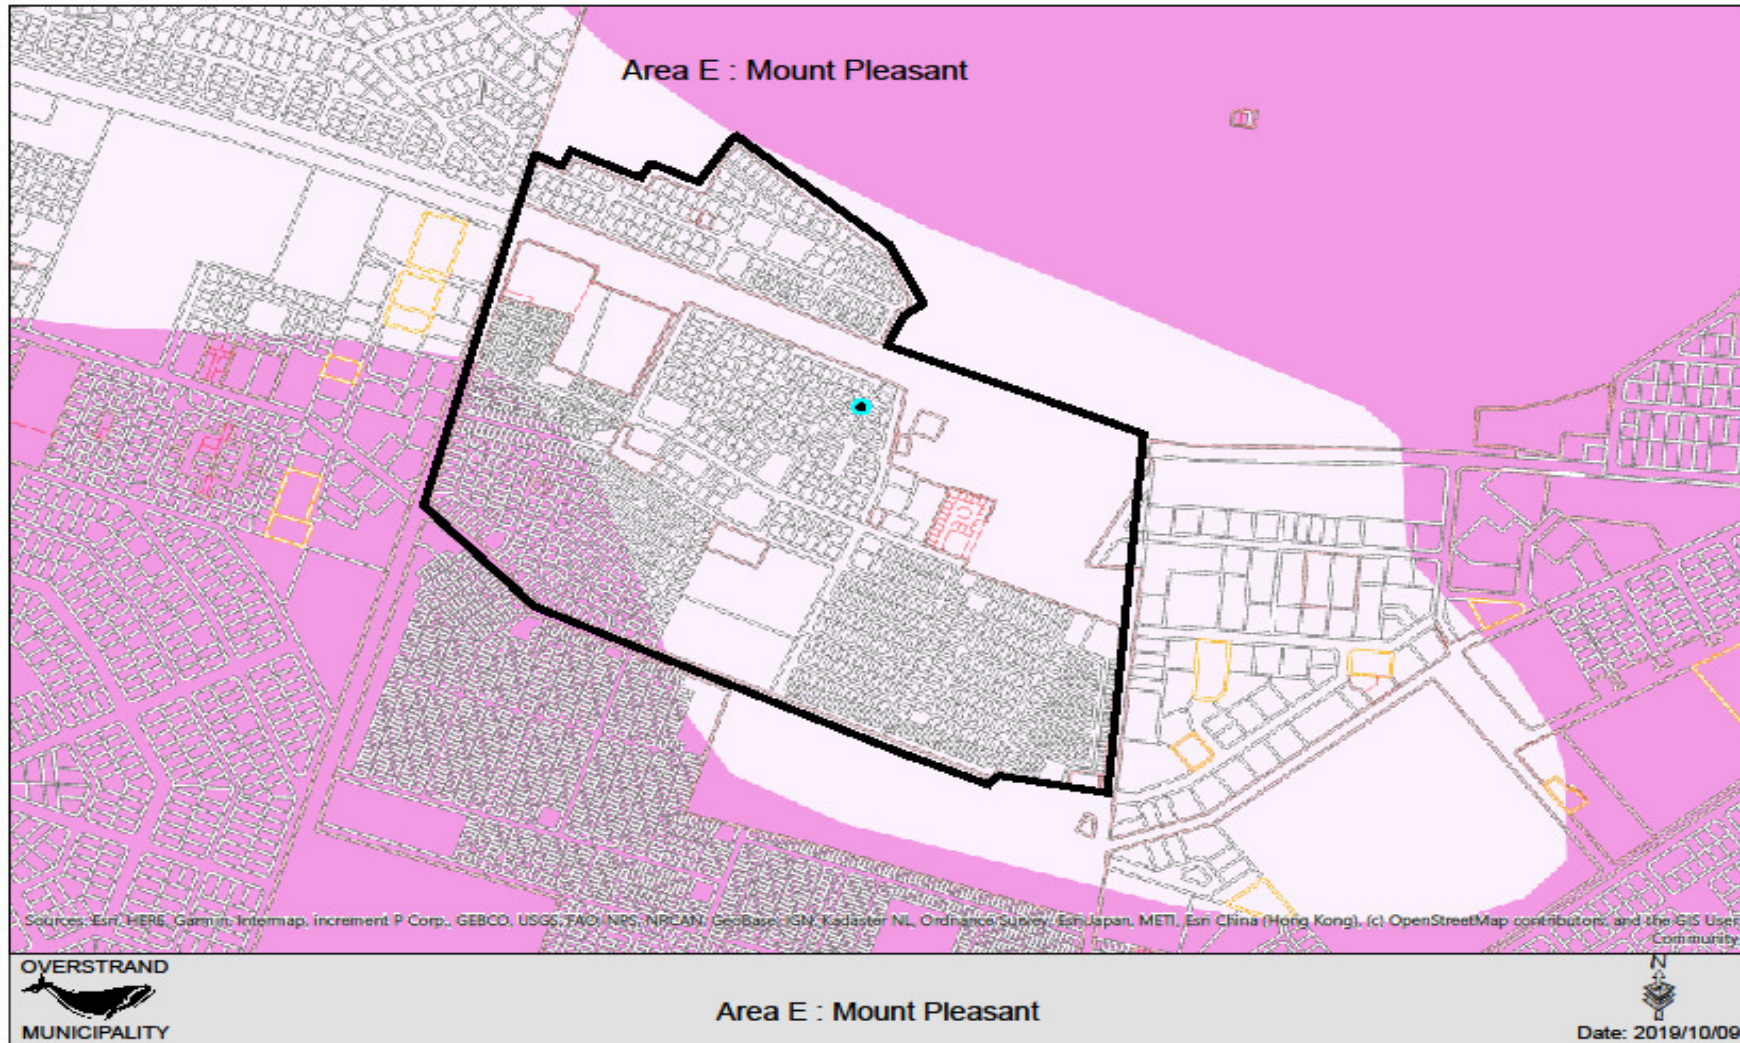 Area E : Mount Pleasant
Sources: Esri, HERE, Garmin, Intermap, increment P Corp., GEBCO, USGS, FAO, NPS, NRCAN, GeoBase, IGN, Kadaster NL, Ordnance Survey, Esri Japan, METI, Esri China (Hong Kong), (c) OpenStreetMap contributors, and the GIS User
Community
OVERSTRAND
MUNICIPALITY
Area E : Mount Pleasant
N
Date: 2019/10/09